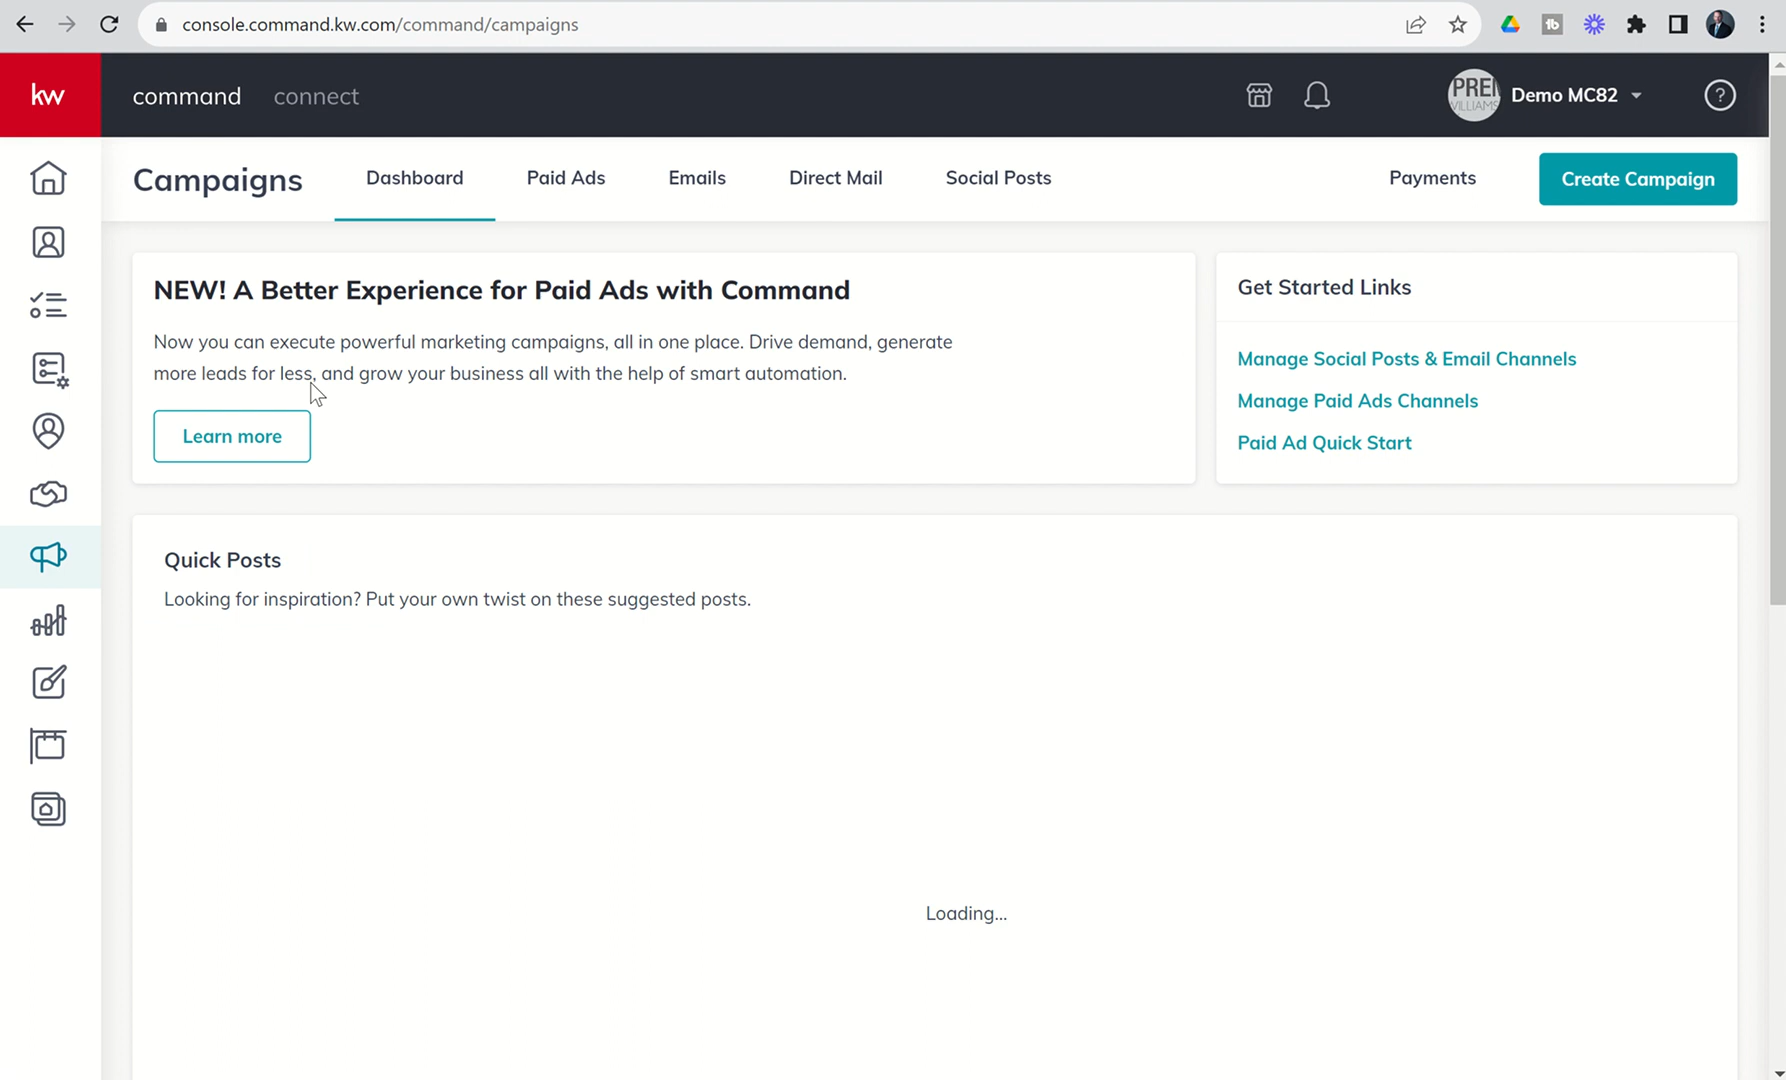 console.command.kw.com/command/campaigns
kw
command
connect
PREM
WILLIAMS
Demo MC82
Campaigns
Dashboard
Paid Ads
Emails
Direct Mail
Social Posts
Payments
Create Campaign
NEW! A Better Experience for Paid Ads with Command
Now you can execute powerful marketing campaigns, all in one place. Drive demand, generate
more leads for less, and grow your business all with the help of smart automation.
Learn more
Get Started Links
Manage Social Posts & Email Channels
Manage Paid Ads Channels
Paid Ad Quick Start
Quick Posts
Looking for inspiration? Put your own twist on these suggested posts.
Loading...